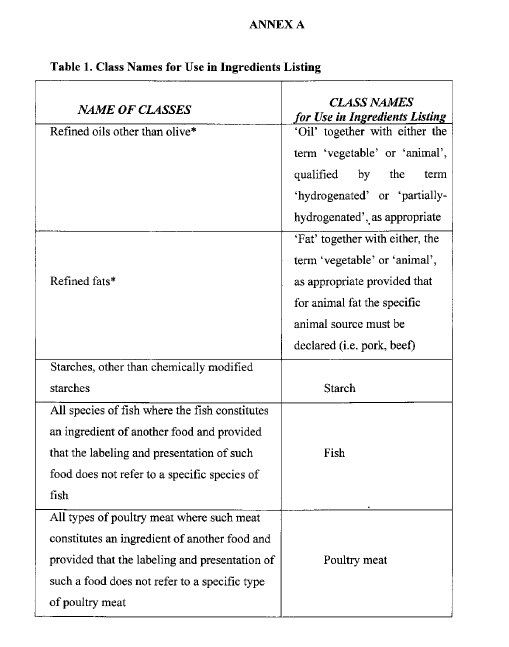 ANNEX A
Table 1. Class Names for Use in Ingredients Listing
NAME OF CLASSES
CLASS NAMES
for Use in Ingredients Listing
Refined oils other than olive*
‘Oil’ together with either the
term ‘vegetable’ or ‘animal’,
qualified by the term
‘hydrogenated’ or ‘partially-
hydrogenated’, as appropriate
Refined fats*
‘Fat’ together with either, the
term ‘vegetable’ or ‘animal’,
as appropriate provided that
for animal fat the specific
animal source must be
declared (i.e. pork, beef)
Starches, other than chemically modified
starches
Starch
All species of fish where the fish constitutes
an ingredient of another food and provided
that the labeling and presentation of such
food does not refer to a specific species of
fish
Fish
All types of poultry meat where such meat
constitutes an ingredient of another food and
provided that the labeling and presentation of
such a food does not refer to a specific type
of poultry meat
Poultry meat